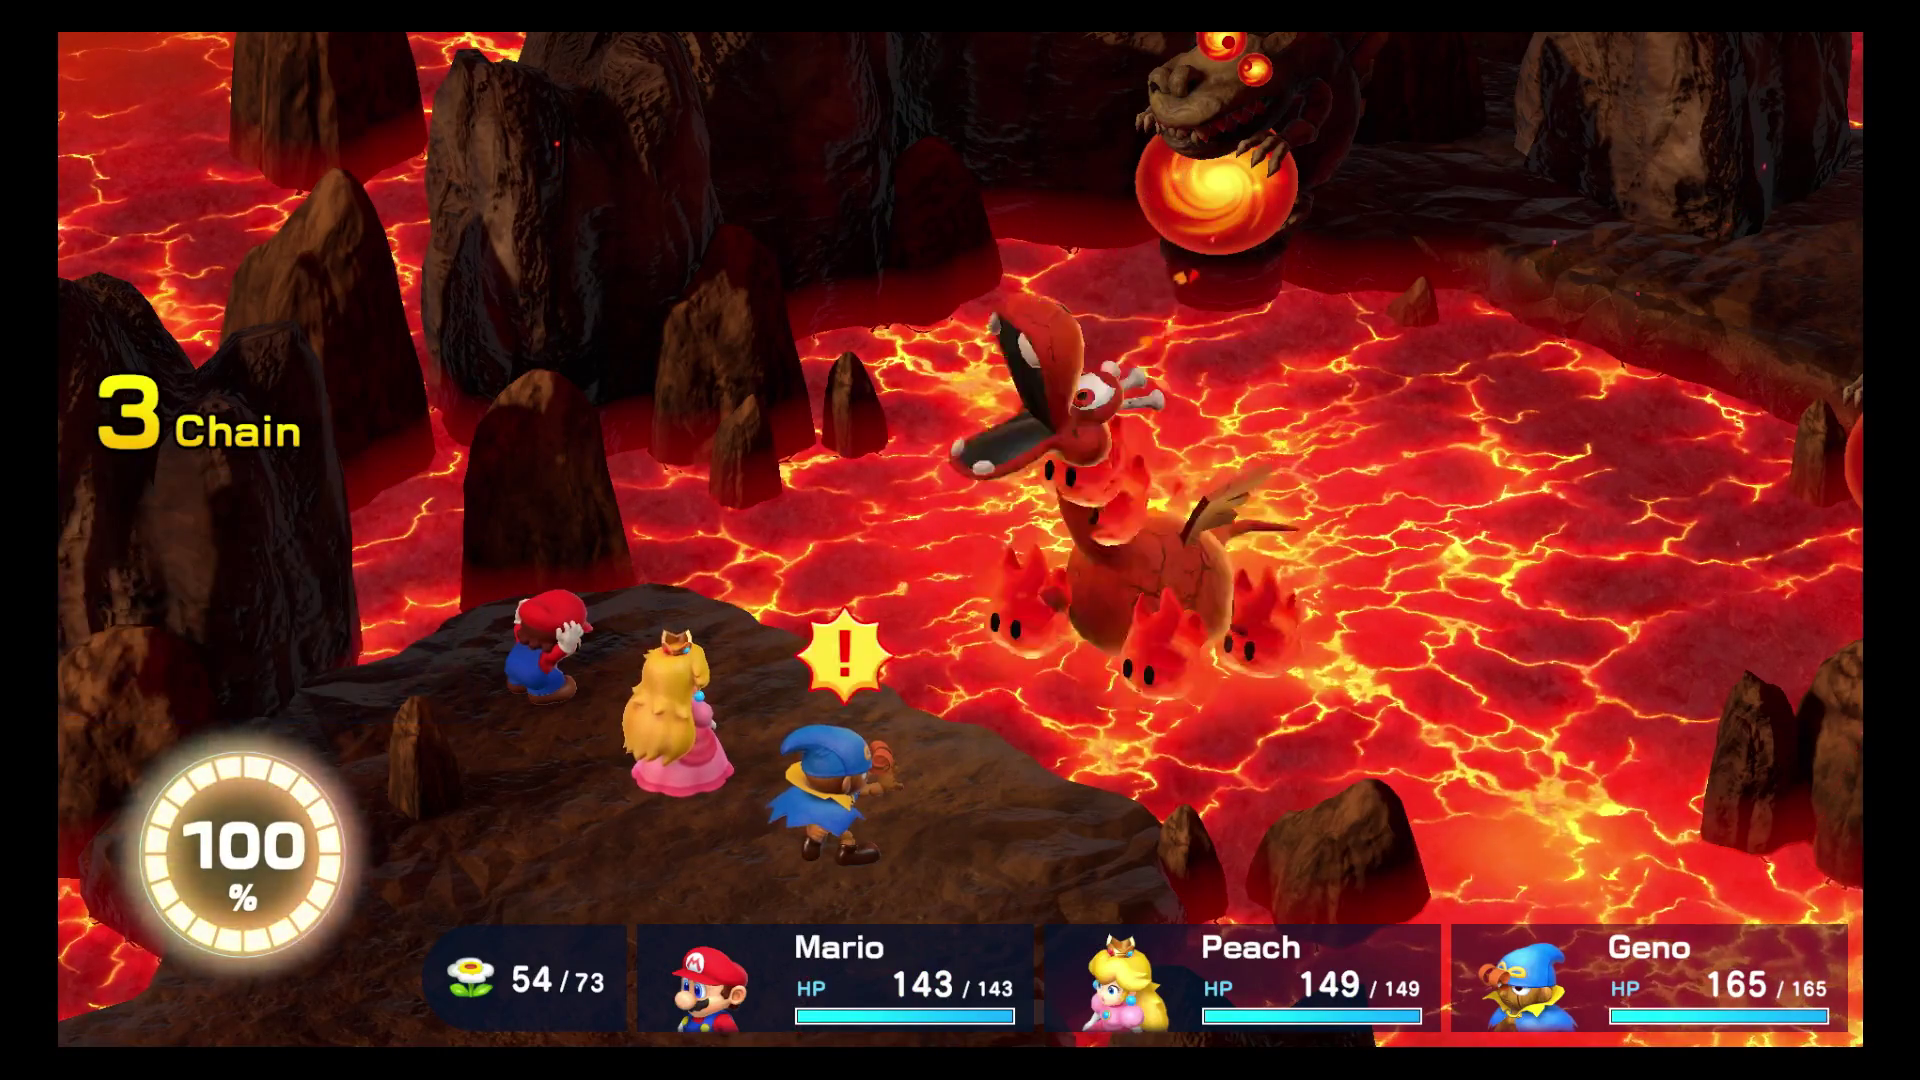 3 Chain
!
100
%
54/73
Mario
HP 143/143
Peach
HP 149/149
Geno
HP 165/165
M